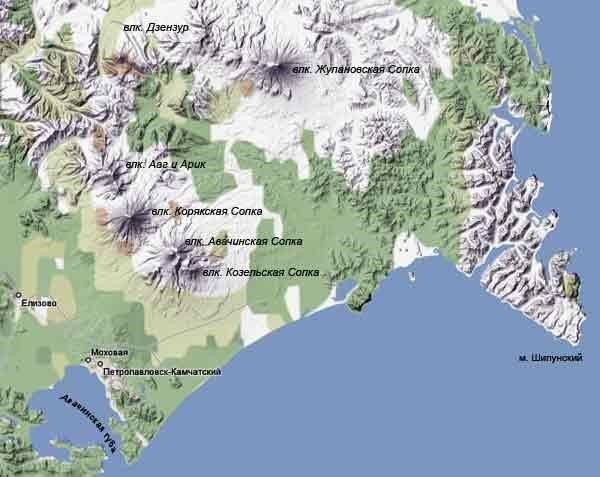 влк. Дзензур
влк. Жупановская Сопка
влк. Ааг и Арик
влк. Корякская Сопка
влк. Авачинская Сопка
влк. Козельская Сопка
Елизово
Моховая
м. Шипунский
Петропавловск-Камчатский
Авачинская губа